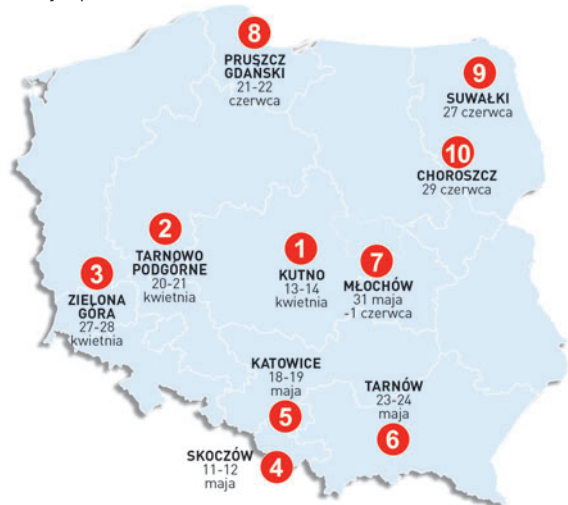 8
PRUSZCZ
GDAŃSKI
21-22
czerwca
9
SUWAŁKI
27 czerwca
10
CHOROSZCZ
29 czerwca
2
TARNOWO
PODGÓRNE
20-21
kwietnia
1
KUTNO
13-14
kwietnia
7
MŁOCHÓW
31 maja
-1 czerwca
3
ZIELONA
GÓRA
27-28
kwietnia
KATOWICE
18-19
maja
5
TARNÓW
23-24
maja
6
SKOCZÓW
11-12
maja
4